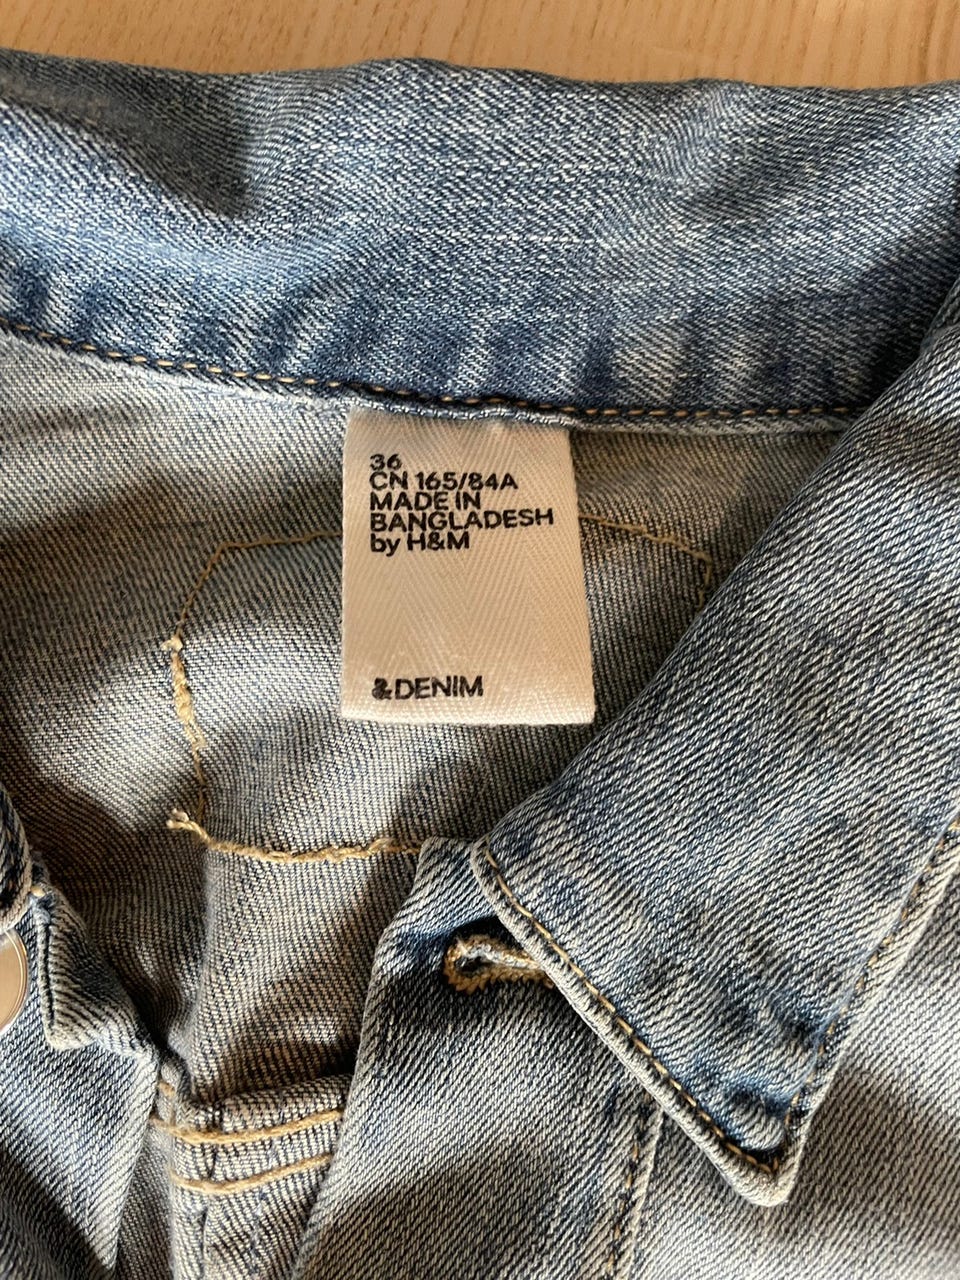 36
CN 165/84A
MADE IN
BANGLADESH
by H&M
&DENIM